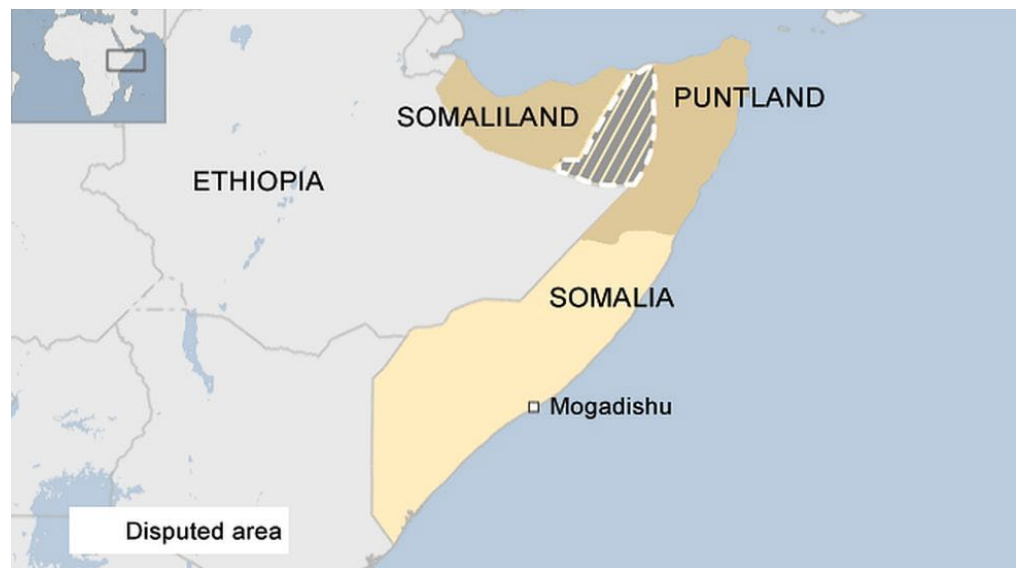 PUNTLAND
SOMALILAND
ETHIOPIA
SOMALIA
Mogadishu
Disputed area